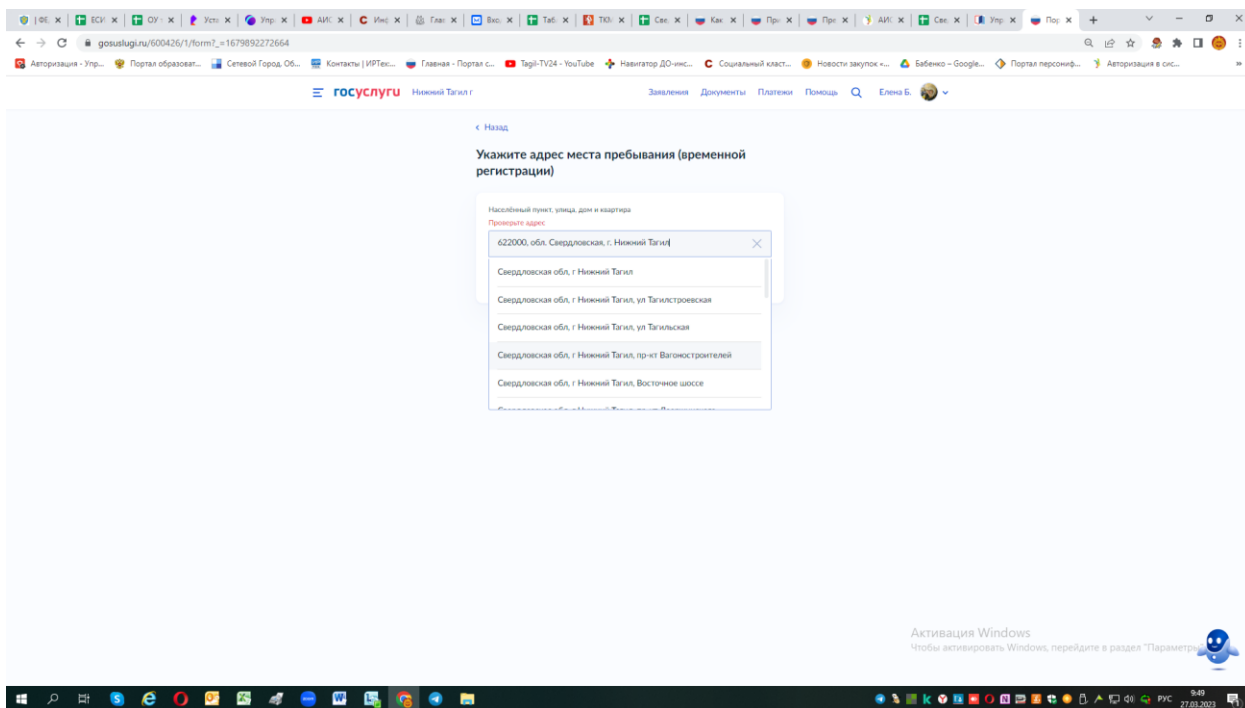 gosuslugi.ru/600426/1/form?_=1679892272664
Авторизация - Упр... Портал образоват... Сетевой Город. Об... Контакты | ИРТех... Главная - Портал с... Tagil-TV24 - YouTube Навигатор ДО-инс... Социальный класт... Новости закупок «... Бабенко – Google... Портал персониф... Авторизация в сис...
госуслуги Нижний Тагил г Заявления Документы Платежи Помощь Елена Б.
Назад
Укажите адрес места пребывания (временной
регистрации)
Населённый пункт, улица, дом и квартира
Проверьте адрес
622000, обл. Свердловская, г. Нижний Тагил
Свердловская обл, г Нижний Тагил
Свердловская обл, г Нижний Тагил, ул Тагилстроевская
Свердловская обл, г Нижний Тагил, ул Тагильская
Свердловская обл, г Нижний Тагил, пр-кт Вагоностроителей
Свердловская обл, г Нижний Тагил, Восточное шоссе
Активация Windows
Чтобы активировать Windows, перейдите в раздел "Параметры
РУС 9:49
27.03.2023